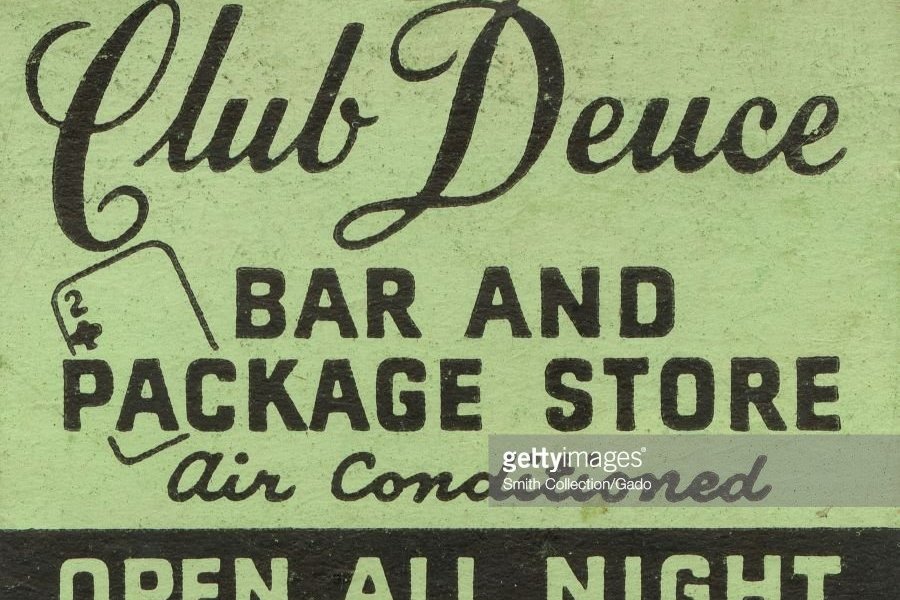 Club Deuce
2
BAR AND
PACKAGE STORE
Air Conditioned
gettyimages®
Smith Collection/Gado
OPEN ALL NIGHT